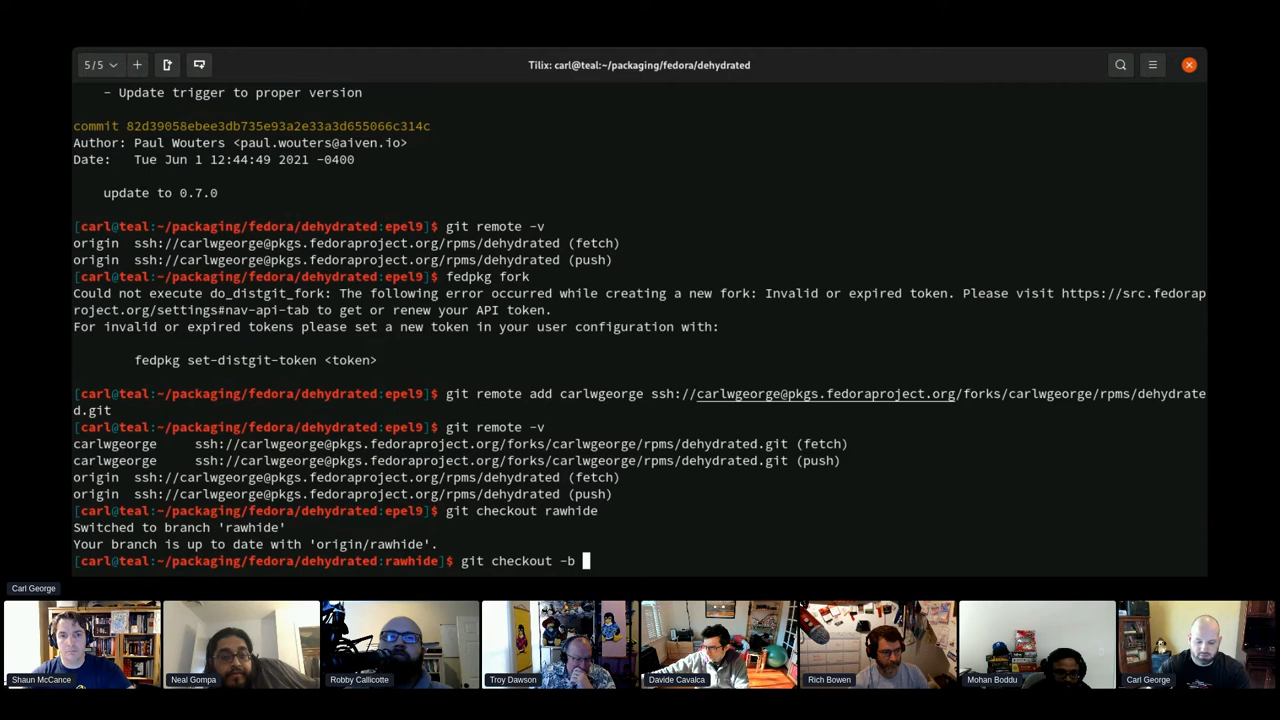 5/5
Tilix: carl@teal:~/packaging/fedora/dehydrated
- Update trigger to proper version
commit 82d39058ebee3db735e93a2e33a3d655066c314c
Author: Paul Wouters <paul.wouters@aiven.io>
Date:   Tue Jun 1 12:44:49 2021 -0400
update to 0.7.0
[carl@teal:~/packaging/fedora/dehydrated:epel9]$ git remote -v
origin  ssh://carlwgeorge@pkgs.fedoraproject.org/rpms/dehydrated (fetch)
origin  ssh://carlwgeorge@pkgs.fedoraproject.org/rpms/dehydrated (push)
[carl@teal:~/packaging/fedora/dehydrated:epel9]$ fedpkg fork
Could not execute do_distgit_fork: The following error occurred while creating a new fork: Invalid or expired token. Please visit https://src.fedorap
roject.org/settings#nav-api-tab to get or renew your API token.
For invalid or expired tokens please set a new token in your user configuration with:
fedpkg set-distgit-token <token>
[carl@teal:~/packaging/fedora/dehydrated:epel9]$ git remote add carlwgeorge ssh://carlwgeorge@pkgs.fedoraproject.org/forks/carlwgeorge/rpms/dehydrate
d.git
[carl@teal:~/packaging/fedora/dehydrated:epel9]$ git remote -v
carlwgeorge     ssh://carlwgeorge@pkgs.fedoraproject.org/forks/carlwgeorge/rpms/dehydrated.git (fetch)
carlwgeorge     ssh://carlwgeorge@pkgs.fedoraproject.org/forks/carlwgeorge/rpms/dehydrated.git (push)
origin  ssh://carlwgeorge@pkgs.fedoraproject.org/rpms/dehydrated (fetch)
origin  ssh://carlwgeorge@pkgs.fedoraproject.org/rpms/dehydrated (push)
[carl@teal:~/packaging/fedora/dehydrated:epel9]$ git checkout rawhide
Switched to branch 'rawhide'
Your branch is up to date with 'origin/rawhide'.
[carl@teal:~/packaging/fedora/dehydrated:rawhide]$ git checkout -b
Carl George
Shaun McCance
Neal Gompa
Robby Callicotte
Troy Dawson
Davide Cavalca
Rich Bowen
Mohan Boddu
Carl George